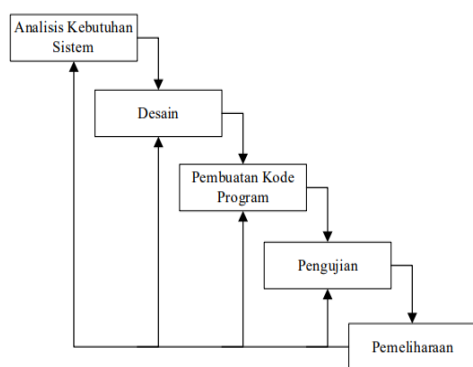 Analisis Kebutuhan
Sistem
Desain
Pembuatan Kode
Program
Pengujian
Pemeliharaan